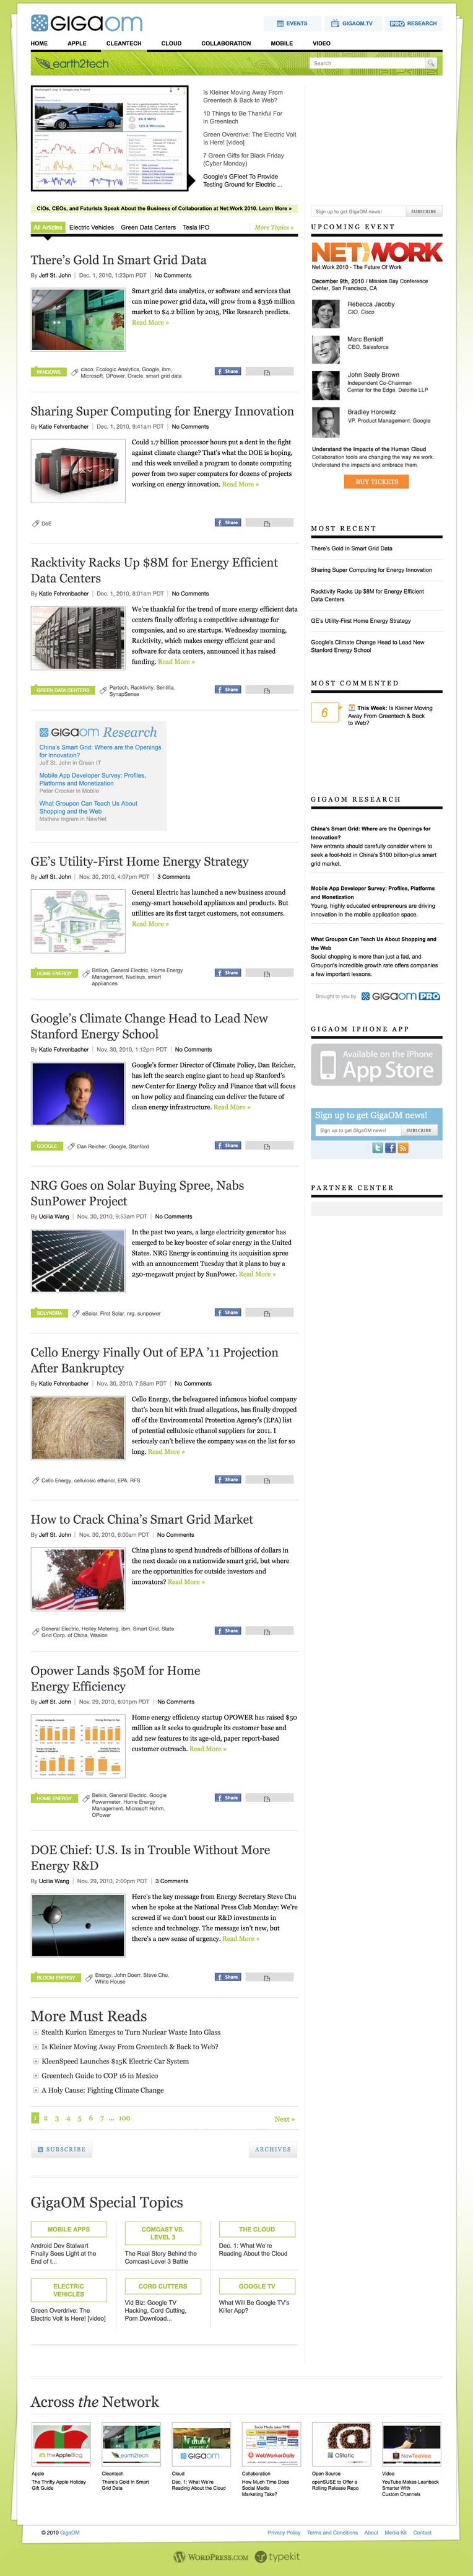 GigaOM
EVENTS
GIGAOM.TV
PRO RESEARCH
HOME APPLE CLEANTECH CLOUD COLLABORATION MOBILE VIDEO
earth2tech
Search
Is Kleiner Moving Away From
Greentech & Back to Web?
10 Things to Be Thankful For
in Greentech
Green Overdrive: The Electric Volt
Is Here! [video]
7 Green Gifts for Black Friday
(Cyber Monday)
Google's GFleet To Provide
Testing Ground for Electric ...
CIOs, CEOs, and Futurists Speak About the Business of Collaboration at Net:Work 2010. Learn More »
All Articles Electric Vehicles Green Data Centers Tesla IPO More Topics »
There's Gold In Smart Grid Data
By Jeff St. John | Dec. 1, 2010, 1:23pm PDT | No Comments
Smart grid data analytics, or software and services that
can mine power grid data, will grow from a $356 million
market to $4.2 billion by 2015, Pike Research predicts.
Read More »
WINDOWS
cisco, Ecologic Analytics, Google, ibm,
Microsoft, OPower, Oracle, smart grid data
Share
Sharing Super Computing for Energy Innovation
By Katie Fehrenbacher | Dec. 1, 2010, 9:41am PDT | No Comments
Could 1.7 billion processor hours put a dent in the fight
against climate change? That's what the DOE is hoping,
and this week unveiled a program to donate computing
power from two super computers for some of projects
working on energy innovation. Read More »
DoE
Share
Racktivity Racks Up $8M for Energy Efficient
Data Centers
By Katie Fehrenbacher | Dec. 1, 2010, 8:01am PDT | No Comments
We're thankful for the trend of more energy efficient data
centers finally offering a competitive advantage for
companies, and so are startups. Wednesday morning,
Racktivity, which makes energy efficient gear and
software for data centers, announced it has raised
funding. Read More »
GREEN DATA CENTERS
Partech, Racktivity, Sentilla,
SynapSense
Share
GigaOM Research
China's Smart Grid: Where are the Openings
for Innovation?
Jeff St. John in Green IT
Mobile App Developer Survey: Profiles,
Platforms and Monetization
Peter Crocker in Mobile
What Groupon Can Teach Us About
Shopping and the Web
Mathew Ingram in NewNet
GE's Utility-First Home Energy Strategy
By Jeff St. John | Nov. 30, 2010, 4:07pm PDT | 3 Comments
General Electric has launched a new business around
energy-smart household appliances and products. But
utilities are its first target customers, not consumers.
Read More »
HOME ENERGY
Brillion, General Electric, Home Energy
Management, Nucleus, smart
appliances
Share
Google's Climate Change Head to Lead New
Stanford Energy School
By Katie Fehrenbacher | Nov. 30, 2010, 1:12pm PDT | No Comments
Google's former Director of Climate Policy, Dan Reicher,
has left the search engine giant to head up Stanford's
new Center for Energy Policy and Finance that will focus
on how policy and financing can deliver the future of
clean energy infrastructure. Read More »
GOOGLE
Dan Reicher, Google, Stanford
Share
NRG Goes on Solar Buying Spree, Nabs
SunPower Project
By Ucilia Wang | Nov. 30, 2010, 9:53am PDT | No Comments
In the past two years, a large electricity generator has
emerged to be key booster of solar energy in the United
States. NRG Energy is continuing its acquisition spree
with an announcement Tuesday that it plans to buy a
250-megawatt project by SunPower. Read More »
SOLYNDRA
eSolar, First Solar, nrg, sunpower
Share
Cello Energy Finally Out of EPA '11 Projection
After Bankruptcy
By Katie Fehrenbacher | Nov. 30, 2010, 7:58am PDT | No Comments
Cello Energy, the beleaguered infamous biofuel company
that's been hit with fraud allegations, has finally dropped
off of the Environmental Protection Agency's (EPA) list
of potential cellulosic ethanol suppliers for 2011. I
seriously can't believe the company was on the list for so
long. Read More »
Cello Energy, cellulosic ethanol, EPA, RFS
Share
How to Crack China's Smart Grid Market
By Jeff St. John | Nov. 30, 2010, 6:00am PDT | No Comments
China plans to spend hundreds of billions of dollars in
the next decade on a nationwide smart grid, but where
are the opportunities for outside investors and
innovators? Read More »
General Electric, Holley Metering, ibm, Smart Grid, State
Grid Corp. of China, Wasion
Share
Opower Lands $50M for Home
Energy Efficiency
By Jeff St. John | Nov. 29, 2010, 8:01pm PDT | No Comments
Home energy efficiency startup OPOWER has raised $50
million as it seeks to quadruple its customer base and
add new features to its age-old, paper report-based
customer outreach. Read More »
HOME ENERGY
Belkin, General Electric, Google
Powermeter, Home Energy
Management, Microsoft Hohm,
OPower
Share
DOE Chief: U.S. Is in Trouble Without More
Energy R&D
By Ucilia Wang | Nov. 29, 2010, 2:00pm PDT | 3 Comments
Here's the key message from Energy Secretary Steve Chu
when he spoke at the National Press Club Monday: We're
screwed if we don't boost our R&D investments in
science and technology. The message isn't new, but
there's a new sense of urgency. Read More »
BLOOM ENERGY
Energy, John Doerr, Steve Chu,
White House
Share
More Must Reads
Stealth Kurion Emerges to Turn Nuclear Waste Into Glass
Is Kleiner Moving Away From Greentech & Back to Web?
KleenSpeed Launches $15K Electric Car System
Greentech Guide to COP 16 in Mexico
A Holy Cause: Fighting Climate Change
1 2 3 4 5 6 7 ... 100 Next »
SUBSCRIBE
ARCHIVES
GigaOM Special Topics
MOBILE APPS
Android Dev Stalwart
Finally Sees Light at the
End of t...
COMCAST VS.
LEVEL 3
The Real Story Behind the
Comcast-Level 3 Battle
THE CLOUD
Dec. 1: What We're
Reading About the Cloud
ELECTRIC
VEHICLES
Green Overdrive: The
Electric Volt Is Here! [video]
CORD CUTTERS
Vid Biz: Google TV
Hacking, Cord Cutting,
Porn Download...
GOOGLE TV
What Will Be Google TV's
Killer App?
Sign up to get GigaOM news! SUBSCRIBE
UPCOMING EVENT
NET:WORK
Net:Work 2010 - The Future Of Work
December 9th, 2010 / Mission Bay Conference
Center, San Francisco, CA
Rebecca Jacoby
CIO, Cisco
Marc Benioff
CEO, Salesforce
John Seely Brown
Independent Co-Chairman
Center for the Edge, Deloitte LLP
Bradley Horowitz
VP, Product Management, Google
Understand the Impacts of the Human Cloud
Collaboration tools are changing the way we work.
Understand the impacts and embrace them.
BUY TICKETS
MOST RECENT
There's Gold In Smart Grid Data
Sharing Super Computing for Energy Innovation
Racktivity Racks Up $8M for Energy Efficient
Data Centers
GE's Utility-First Home Energy Strategy
Google's Climate Change Head to Lead New
Stanford Energy School
MOST COMMENTED
6
This Week: Is Kleiner Moving
Away From Greentech & Back
to Web?
GIGAOM RESEARCH
China's Smart Grid: Where are the Openings for
Innovation?
New entrants should carefully consider where to
seek a foot-hold in China's $100 billion-plus smart
grid market.
Mobile App Developer Survey: Profiles, Platforms
and Monetization
Young, highly educated entrepreneurs are driving
innovation in the mobile application space.
What Groupon Can Teach Us About Shopping and
the Web
Social shopping is more than just a fad, and
Groupon's incredible growth rate offers companies
a few important lessons.
Brought to you by GigaOM PRO
GIGAOM IPHONE APP
Available on the iPhone
App Store
Sign up to get GigaOM news!
Sign up to get GigaOM news! SUBSCRIBE
PARTNER CENTER
Across the Network
theAppleBlog
Apple
The Thrifty Apple Holiday
Gift Guide
earth2tech
Cleantech
There's Gold In Smart
Grid Data
GigaOM
Cloud
Dec. 1: What We're
Reading About the Cloud
WebWorkerDaily
Collaboration
How Much Time Does
Social Media
Marketing Take?
OStatic
Open Source
openSUSE to Offer a
Rolling Release Repo
NewTeeVee
Video
YouTube Makes Leanback
Smarter With
Custom Channels
© 2010 GigaOM
Privacy Policy Terms and Conditions About Media Kit Contact
WORDPRESS.COM typekit